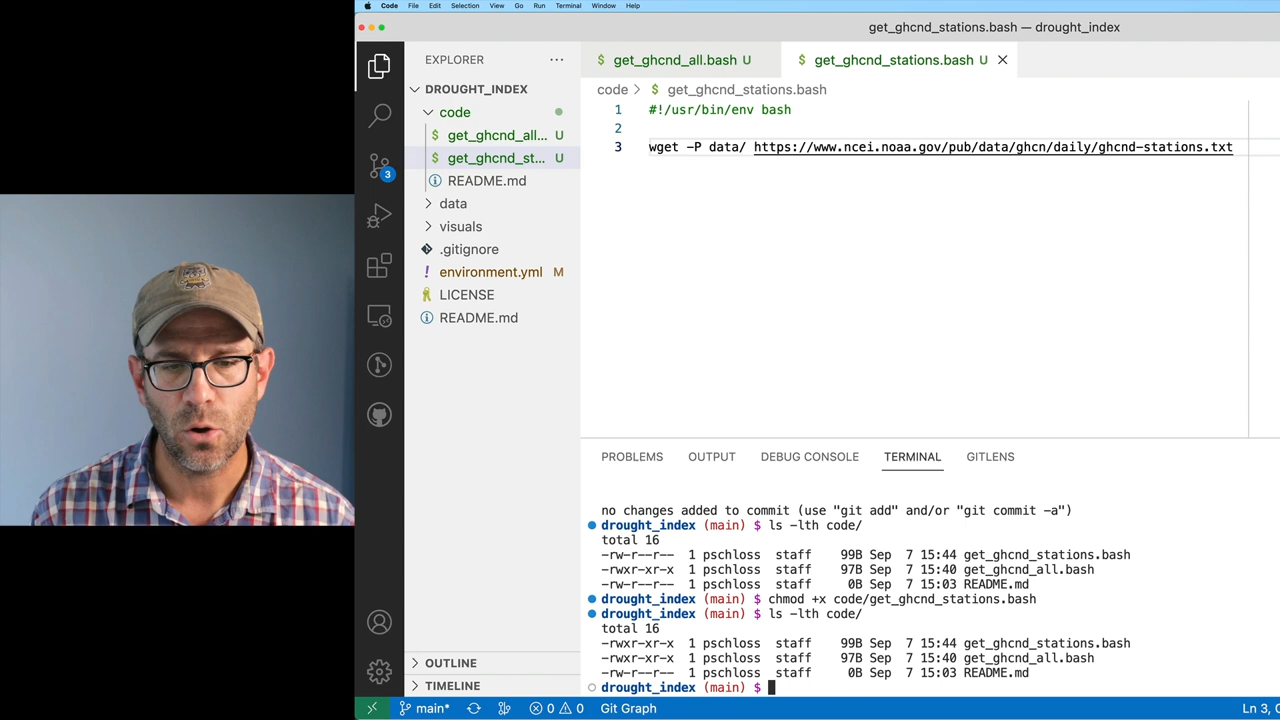 Code File Edit Selection View Go Run Terminal Window Help
get_ghcnd_stations.bash — drought_index
EXPLORER ···
$ get_ghcnd_all.bash U
$ get_ghcnd_stations.bash U
DROUGHT_INDEX
code > $ get_ghcnd_stations.bash
code
$ get_ghcnd_all... U
$ get_ghcnd_st... U
README.md
data
visuals
.gitignore
! environment.yml M
LICENSE
README.md
3
OUTLINE
TIMELINE
1 #!/usr/bin/env bash
2
3 wget -P data/ https://www.ncei.noaa.gov/pub/data/ghcn/daily/ghcnd-stations.txt
PROBLEMS OUTPUT DEBUG CONSOLE TERMINAL GITLENS
no changes added to commit (use "git add" and/or "git commit -a")
drought_index (main) $ ls -lth code/
total 16
-rw-r--r-- 1 pschloss staff 99B Sep 7 15:44 get_ghcnd_stations.bash
-rwxr-xr-x 1 pschloss staff 97B Sep 7 15:40 get_ghcnd_all.bash
-rw-r--r-- 1 pschloss staff 0B Sep 7 15:03 README.md
drought_index (main) $ chmod +x code/get_ghcnd_stations.bash
drought_index (main) $ ls -lth code/
total 16
-rwxr-xr-x 1 pschloss staff 99B Sep 7 15:44 get_ghcnd_stations.bash
-rwxr-xr-x 1 pschloss staff 97B Sep 7 15:40 get_ghcnd_all.bash
-rw-r--r-- 1 pschloss staff 0B Sep 7 15:03 README.md
drought_index (main) $
main* 0 0 Git Graph
Ln 3, C